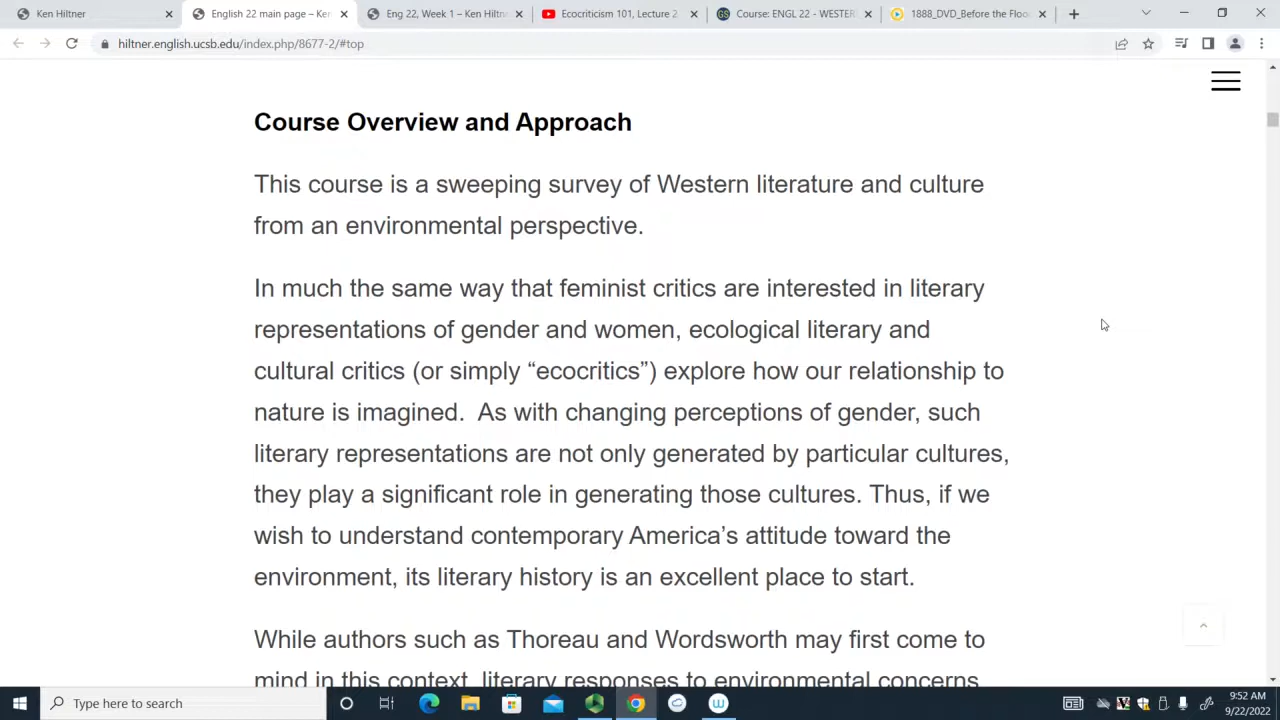 Ken Hiltner
English 22 main page – Ken
Eng 22, Week 1 – Ken Hiltne
Ecocriticism 101, Lecture 2
Course: ENGL 22 - WESTER
1888_DVD_Before the Floo
hiltner.english.ucsb.edu/index.php/8677-2/#top
Course Overview and Approach
This course is a sweeping survey of Western literature and culture
from an environmental perspective.
In much the same way that feminist critics are interested in literary
representations of gender and women, ecological literary and
cultural critics (or simply “ecocritics”) explore how our relationship to
nature is imagined.  As with changing perceptions of gender, such
literary representations are not only generated by particular cultures,
they play a significant role in generating those cultures. Thus, if we
wish to understand contemporary America’s attitude toward the
environment, its literary history is an excellent place to start.
While authors such as Thoreau and Wordsworth may first come to
mind in this context, literary responses to environmental concerns
Type here to search
9:52 AM
9/22/2022